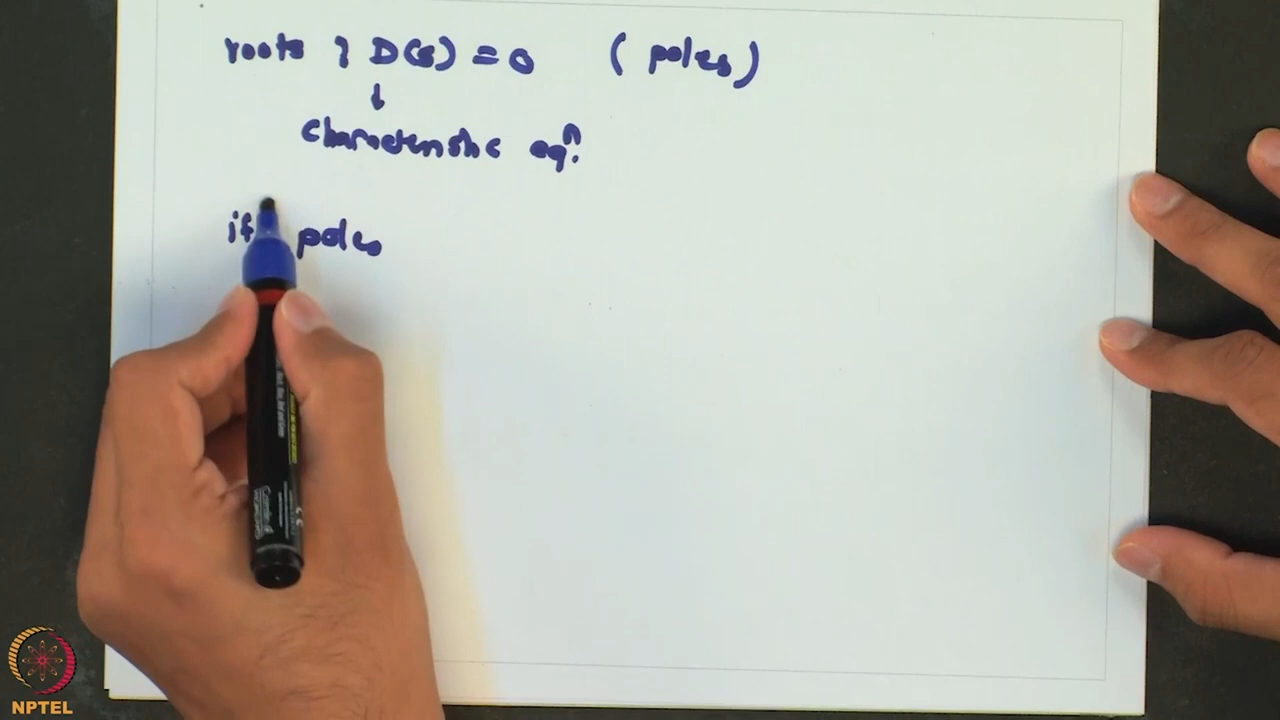 roots of D(s) = 0 (poles)
↓
characteristic eqⁿ.
if poles
NPTEL